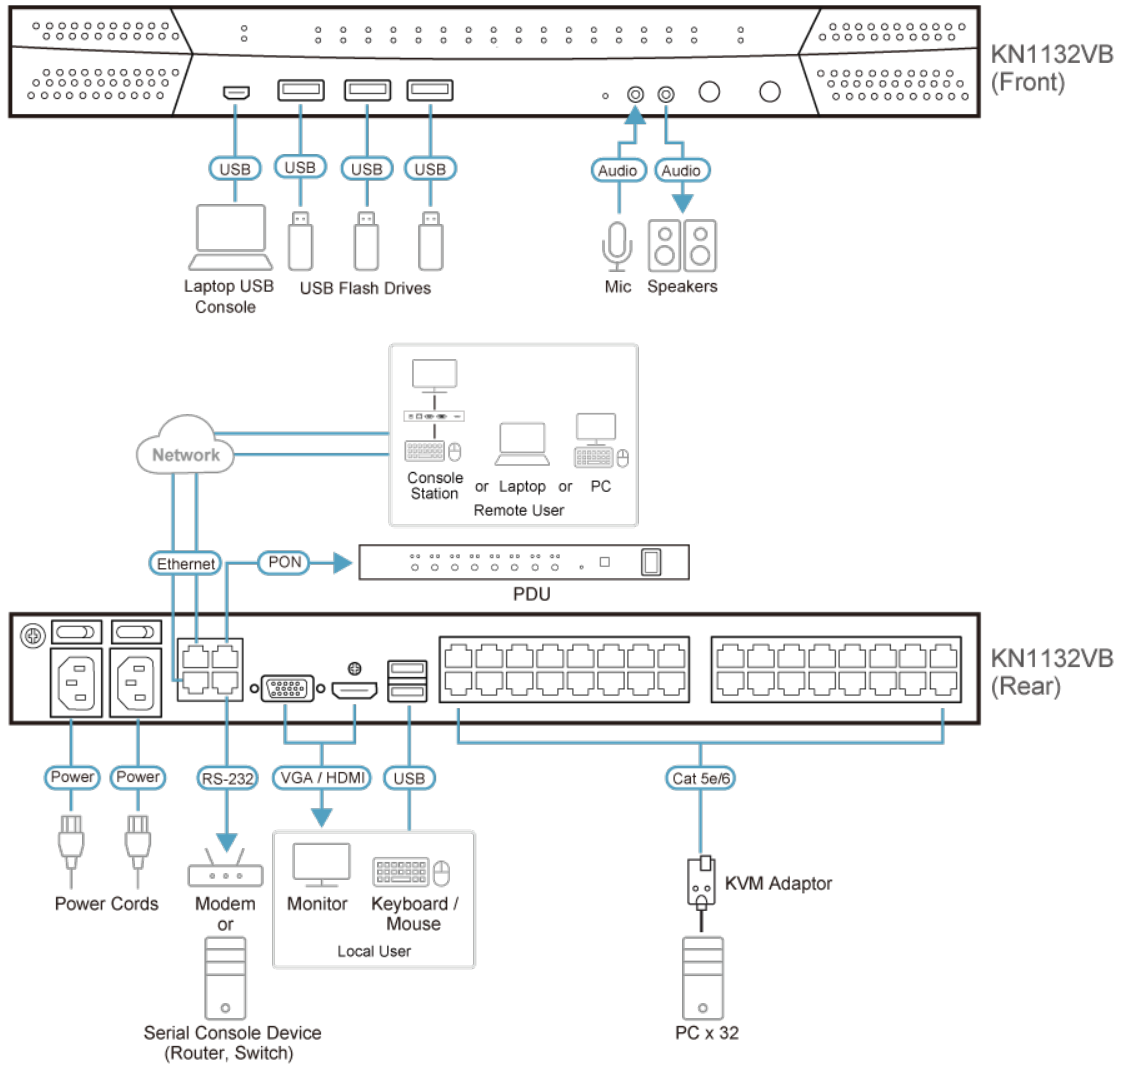 KN1132VB
(Front)
USB
USB
USB
USB
Audio
Audio
Laptop USB
Console
USB Flash Drives
Mic
Speakers
Network
Console
Station
or
Laptop
or
PC
Remote User
Ethernet
PON
PDU
KN1132VB
(Rear)
Power
Power
RS-232
VGA / HDMI
USB
Cat 5e/6
KVM Adaptor
Power Cords
Modem
or
Monitor
Keyboard /
Mouse
Local User
Serial Console Device
(Router, Switch)
PC x 32